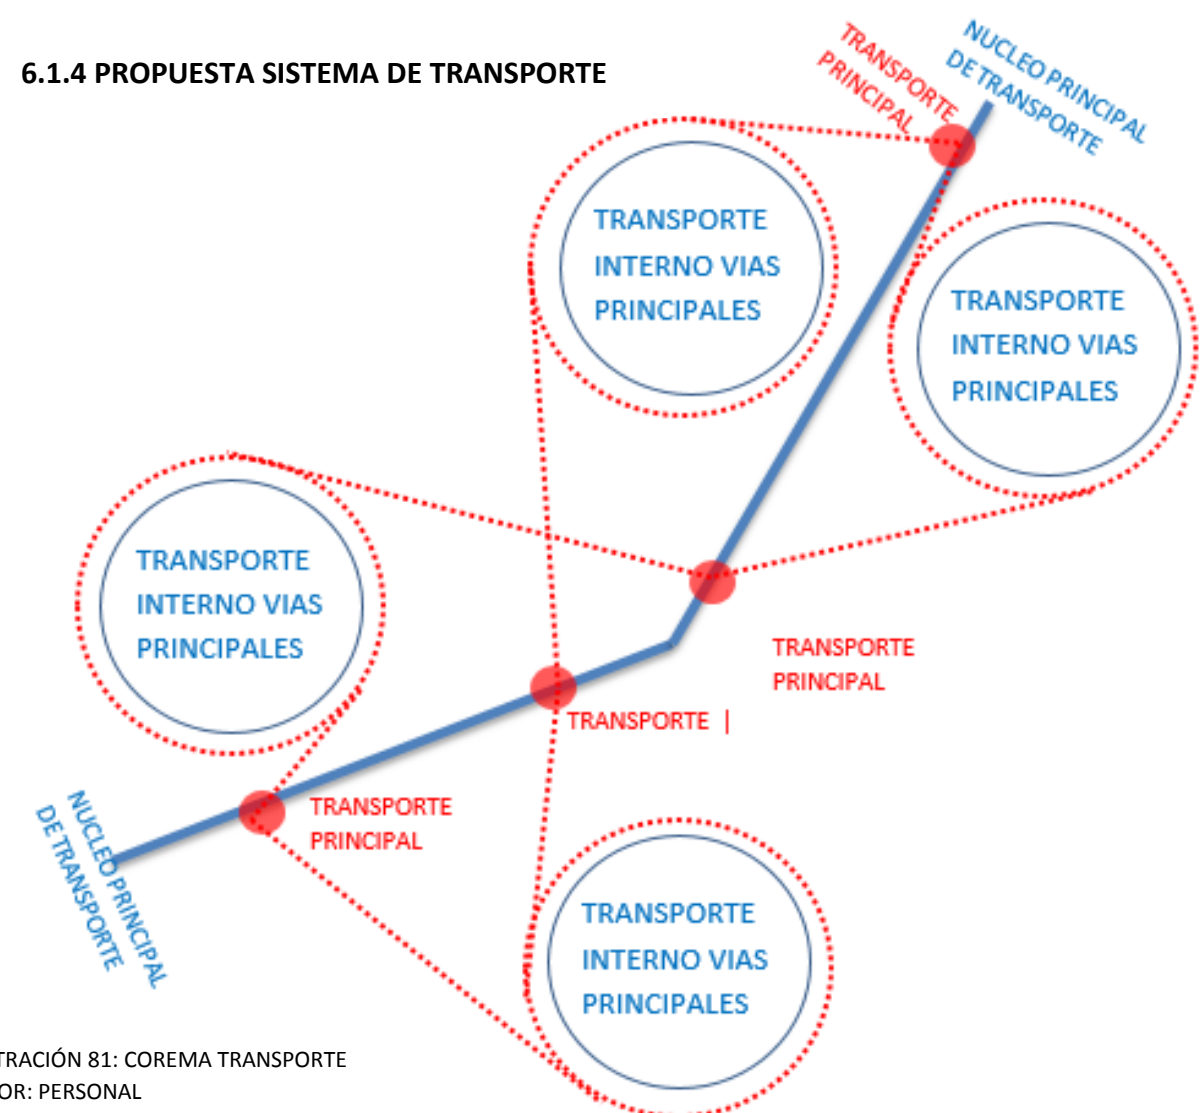 6.1.4 PROPUESTA SISTEMA DE TRANSPORTE
TRANSPORTE
PRINCIPAL
NUCLEO PRINCIPAL
DE TRANSPORTE
TRANSPORTE
INTERNO VIAS
PRINCIPALES
TRANSPORTE
INTERNO VIAS
PRINCIPALES
TRANSPORTE
INTERNO VIAS
PRINCIPALES
TRANSPORTE
PRINCIPAL
TRANSPORTE |
TRANSPORTE
PRINCIPAL
NUCLEO PRINCIPAL
DE TRANSPORTE
TRANSPORTE
INTERNO VIAS
PRINCIPALES
TRACIÓN 81: COREMA TRANSPORTE
OR: PERSONAL